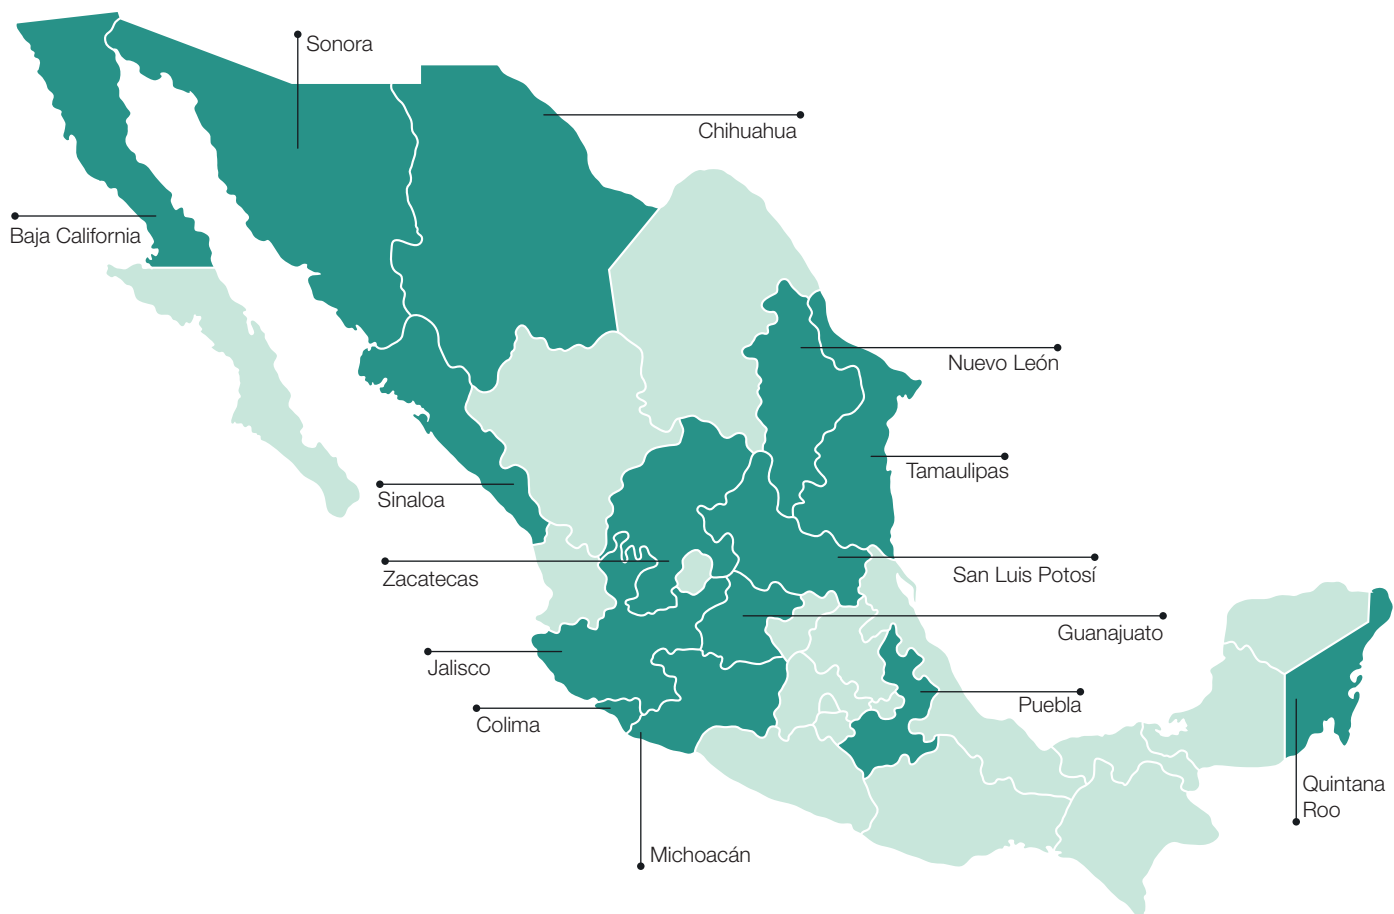 Sonora
Chihuahua
Baja California
Nuevo León
Tamaulipas
Sinaloa
Zacatecas
San Luis Potosí
Guanajuato
Jalisco
Puebla
Colima
Quintana
Roo
Michoacán